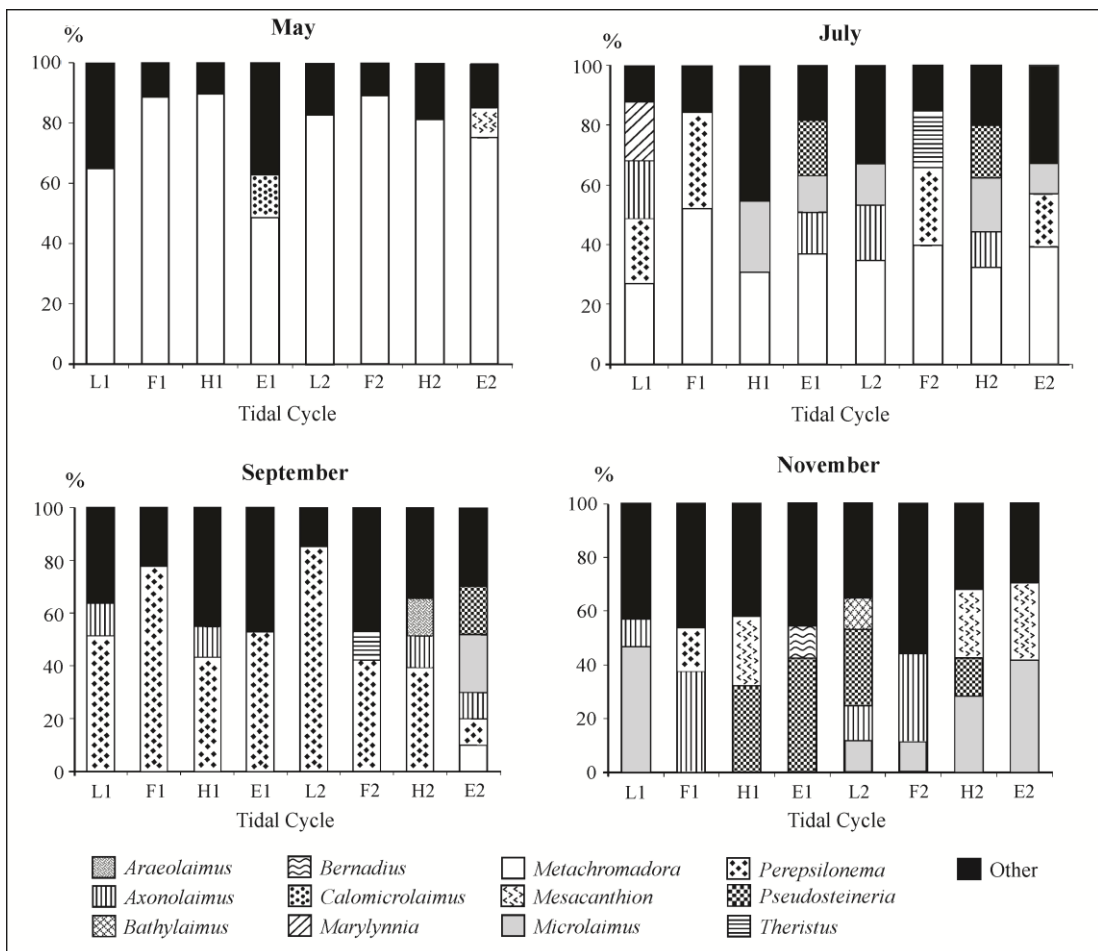 May
%
100
80
60
40
20
0
L1 F1 H1 E1 L2 F2 H2 E2
Tidal Cycle
July
%
100
80
60
40
20
0
L1 F1 H1 E1 L2 F2 H2 E2
Tidal Cycle
September
%
100
80
60
40
20
0
L1 F1 H1 E1 L2 F2 H2 E2
Tidal Cycle
November
%
100
80
60
40
20
0
L1 F1 H1 E1 L2 F2 H2 E2
Tidal Cycle
Araeolaimus Bernadius Metachromadora Perepsilonema Other
Axonolaimus Calomicrolaimus Mesacanthion Pseudosteineria
Bathylaimus Marylynnia Microlaimus Theristus